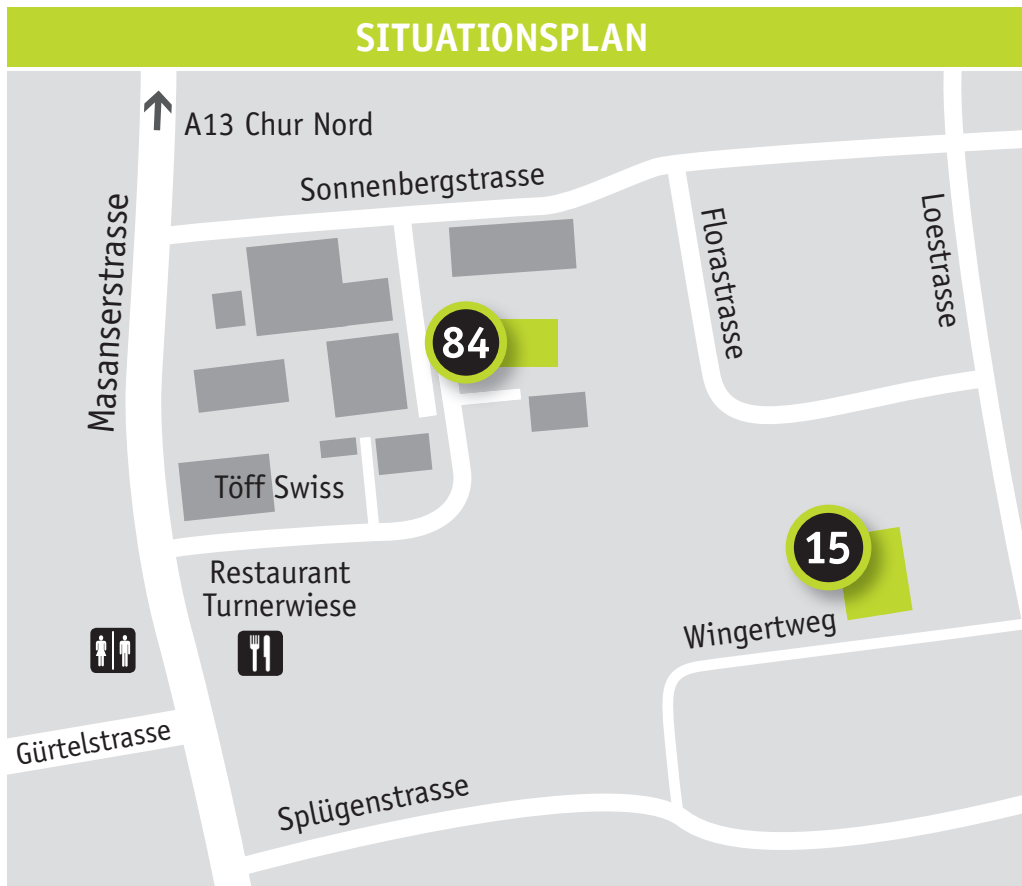 SITUATIONSPLAN
A13 Chur Nord
Sonnenbergstrasse
Masanserstrasse
Florastrasse
Loestrasse
84
Töff Swiss
15
Restaurant
Turnerwiese
Wingertweg
Gürtelstrasse
Splügenstrasse